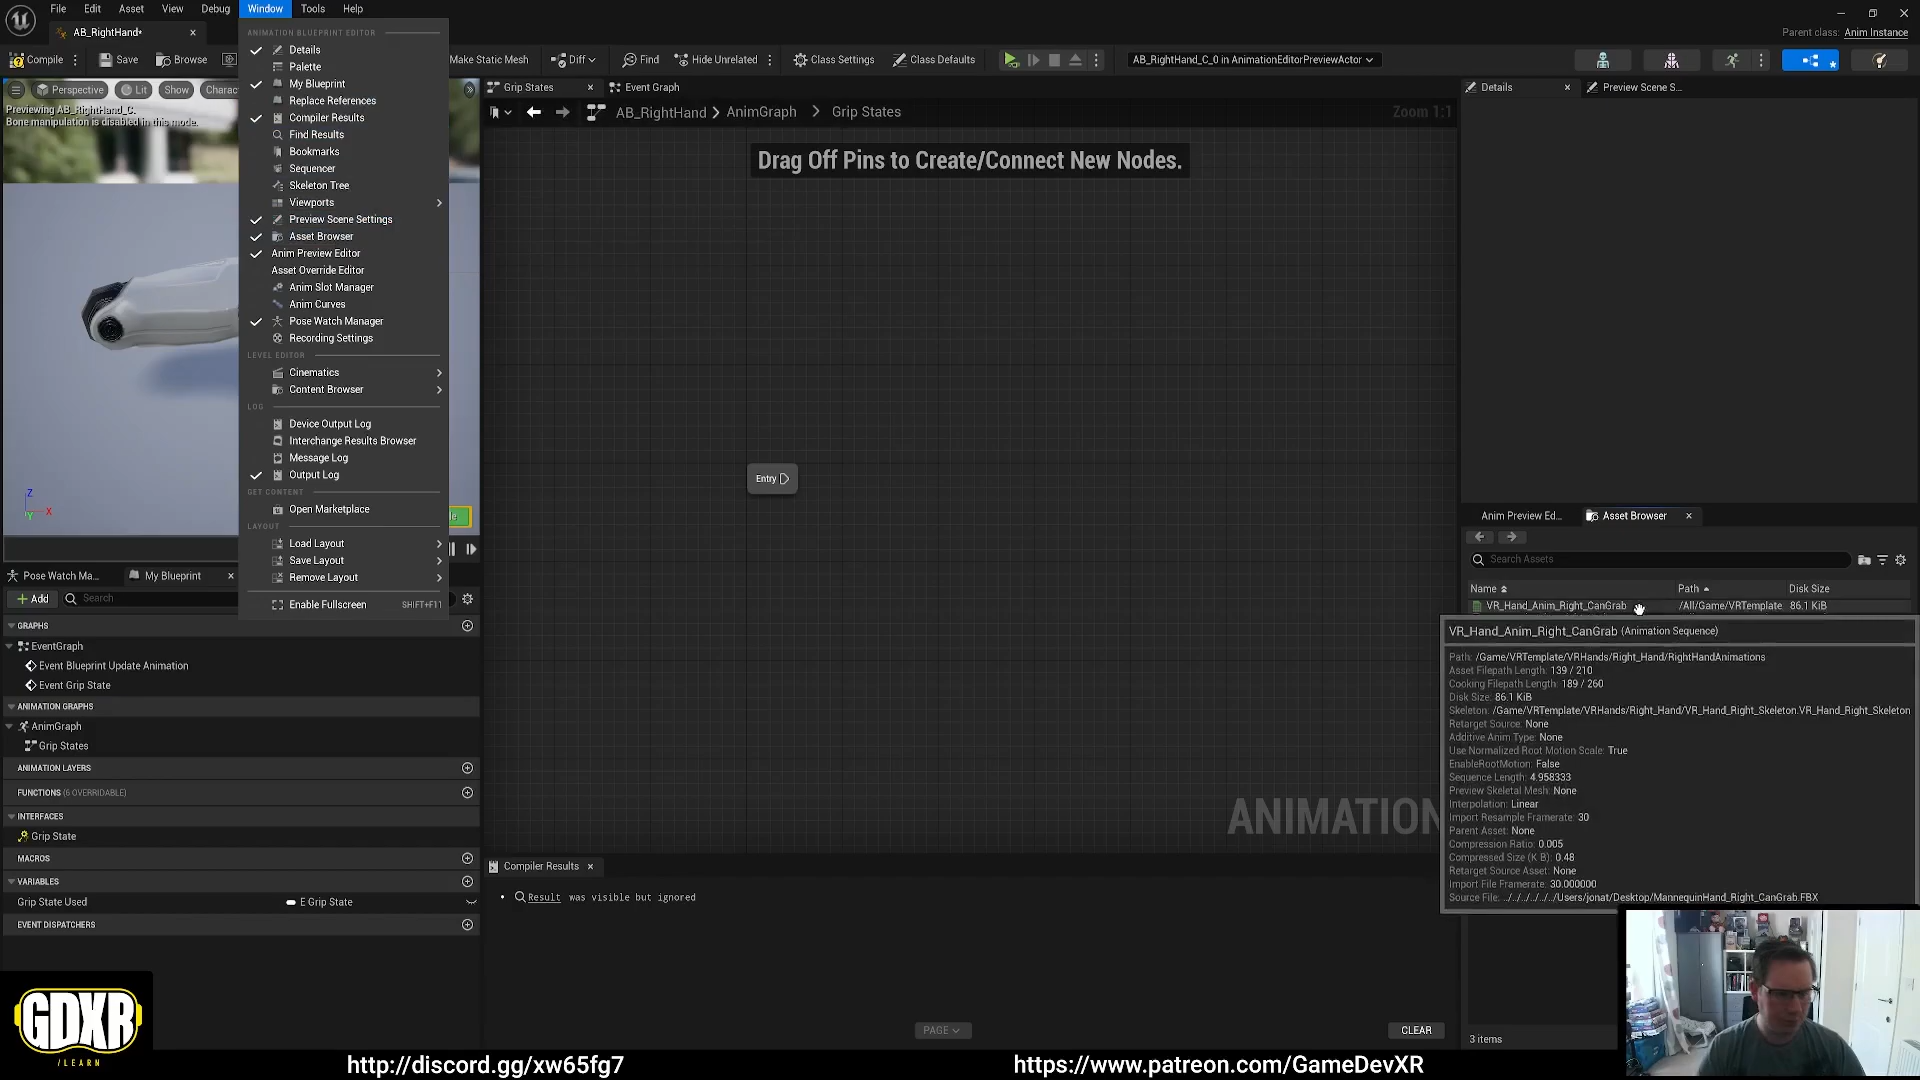 File Edit Asset View Debug Window Tools Help
AB_RightHand*
Parent class: Anim Instance
Compile Save Browse Make Static Mesh Diff Find Hide Unrelated Class Settings Class Defaults AB_RightHand_C_0 in AnimationEditorPreviewActor
Perspective Lit Show Charac
Previewing AB_RightHand_C.
Bone manipulation is disabled in this mode.
Z
X
Y
ANIMATION BLUEPRINT EDITOR
Details
Palette
My Blueprint
Replace References
Compiler Results
Find Results
Bookmarks
Sequencer
Skeleton Tree
Viewports
Preview Scene Settings
Asset Browser
Anim Preview Editor
Asset Override Editor
Anim Slot Manager
Anim Curves
Pose Watch Manager
Recording Settings
LEVEL EDITOR
Cinematics
Content Browser
LOG
Device Output Log
Interchange Results Browser
Message Log
Output Log
GET CONTENT
Open Marketplace
LAYOUT
Load Layout
Save Layout
Remove Layout
Enable Fullscreen SHIFT+F11
Pose Watch Ma... My Blueprint
Add Search
GRAPHS
EventGraph
Event Blueprint Update Animation
Event Grip State
ANIMATION GRAPHS
AnimGraph
Grip States
ANIMATION LAYERS
FUNCTIONS (6 OVERRIDABLE)
INTERFACES
Grip State
MACROS
VARIABLES
Grip State Used E Grip State
EVENT DISPATCHERS
Grip States Event Graph
AB_RightHand > AnimGraph > Grip States Zoom 1:1
Drag Off Pins to Create/Connect New Nodes.
Entry
ANIMATION
Compiler Results
Result was visible but ignored
PAGE CLEAR
Details Preview Scene S...
Anim Preview Ed... Asset Browser
Search Assets
Name Path Disk Size
VR_Hand_Anim_Right_CanGrab /All/Game/VRTemplate 86.1 KiB
VR_Hand_Anim_Right_CanGrab (Animation Sequence)
Path: /Game/VRTemplate/VRHands/Right_Hand/RightHandAnimations
Asset Filepath Length: 139 / 210
Cooking Filepath Length: 189 / 260
Disk Size: 86.1 KiB
Skeleton: /Game/VRTemplate/VRHands/Right_Hand/VR_Hand_Right_Skeleton.VR_Hand_Right_Skeleton
Retarget Source: None
Additive Anim Type: None
Use Normalized Root Motion Scale: True
EnableRootMotion: False
Sequence Length: 4.958333
Preview Skeletal Mesh: None
Interpolation: Linear
Import Resample Framerate: 30
Parent Asset: None
Compression Ratio: 0.005
Compressed Size (K B): 0.48
Retarget Source Asset: None
Import File Framerate: 30.000000
Source File: ../../../../../../Users/jonat/Desktop/MannequinHand_Right_CanGrab.FBX
3 items
GDXR
/LEARN
http://discord.gg/xw65fg7
https://www.patreon.com/GameDevXR